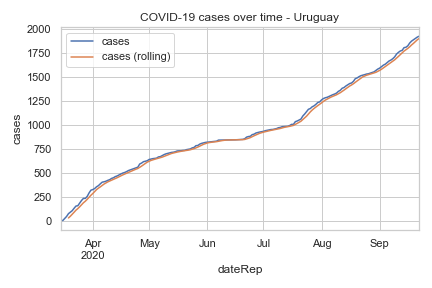 COVID-19 cases over time - Uruguay
cases
cases (rolling)
2000
1750
1500
1250
1000
750
500
250
0
cases
Apr
2020
May
Jun
Jul
Aug
Sep
dateRep